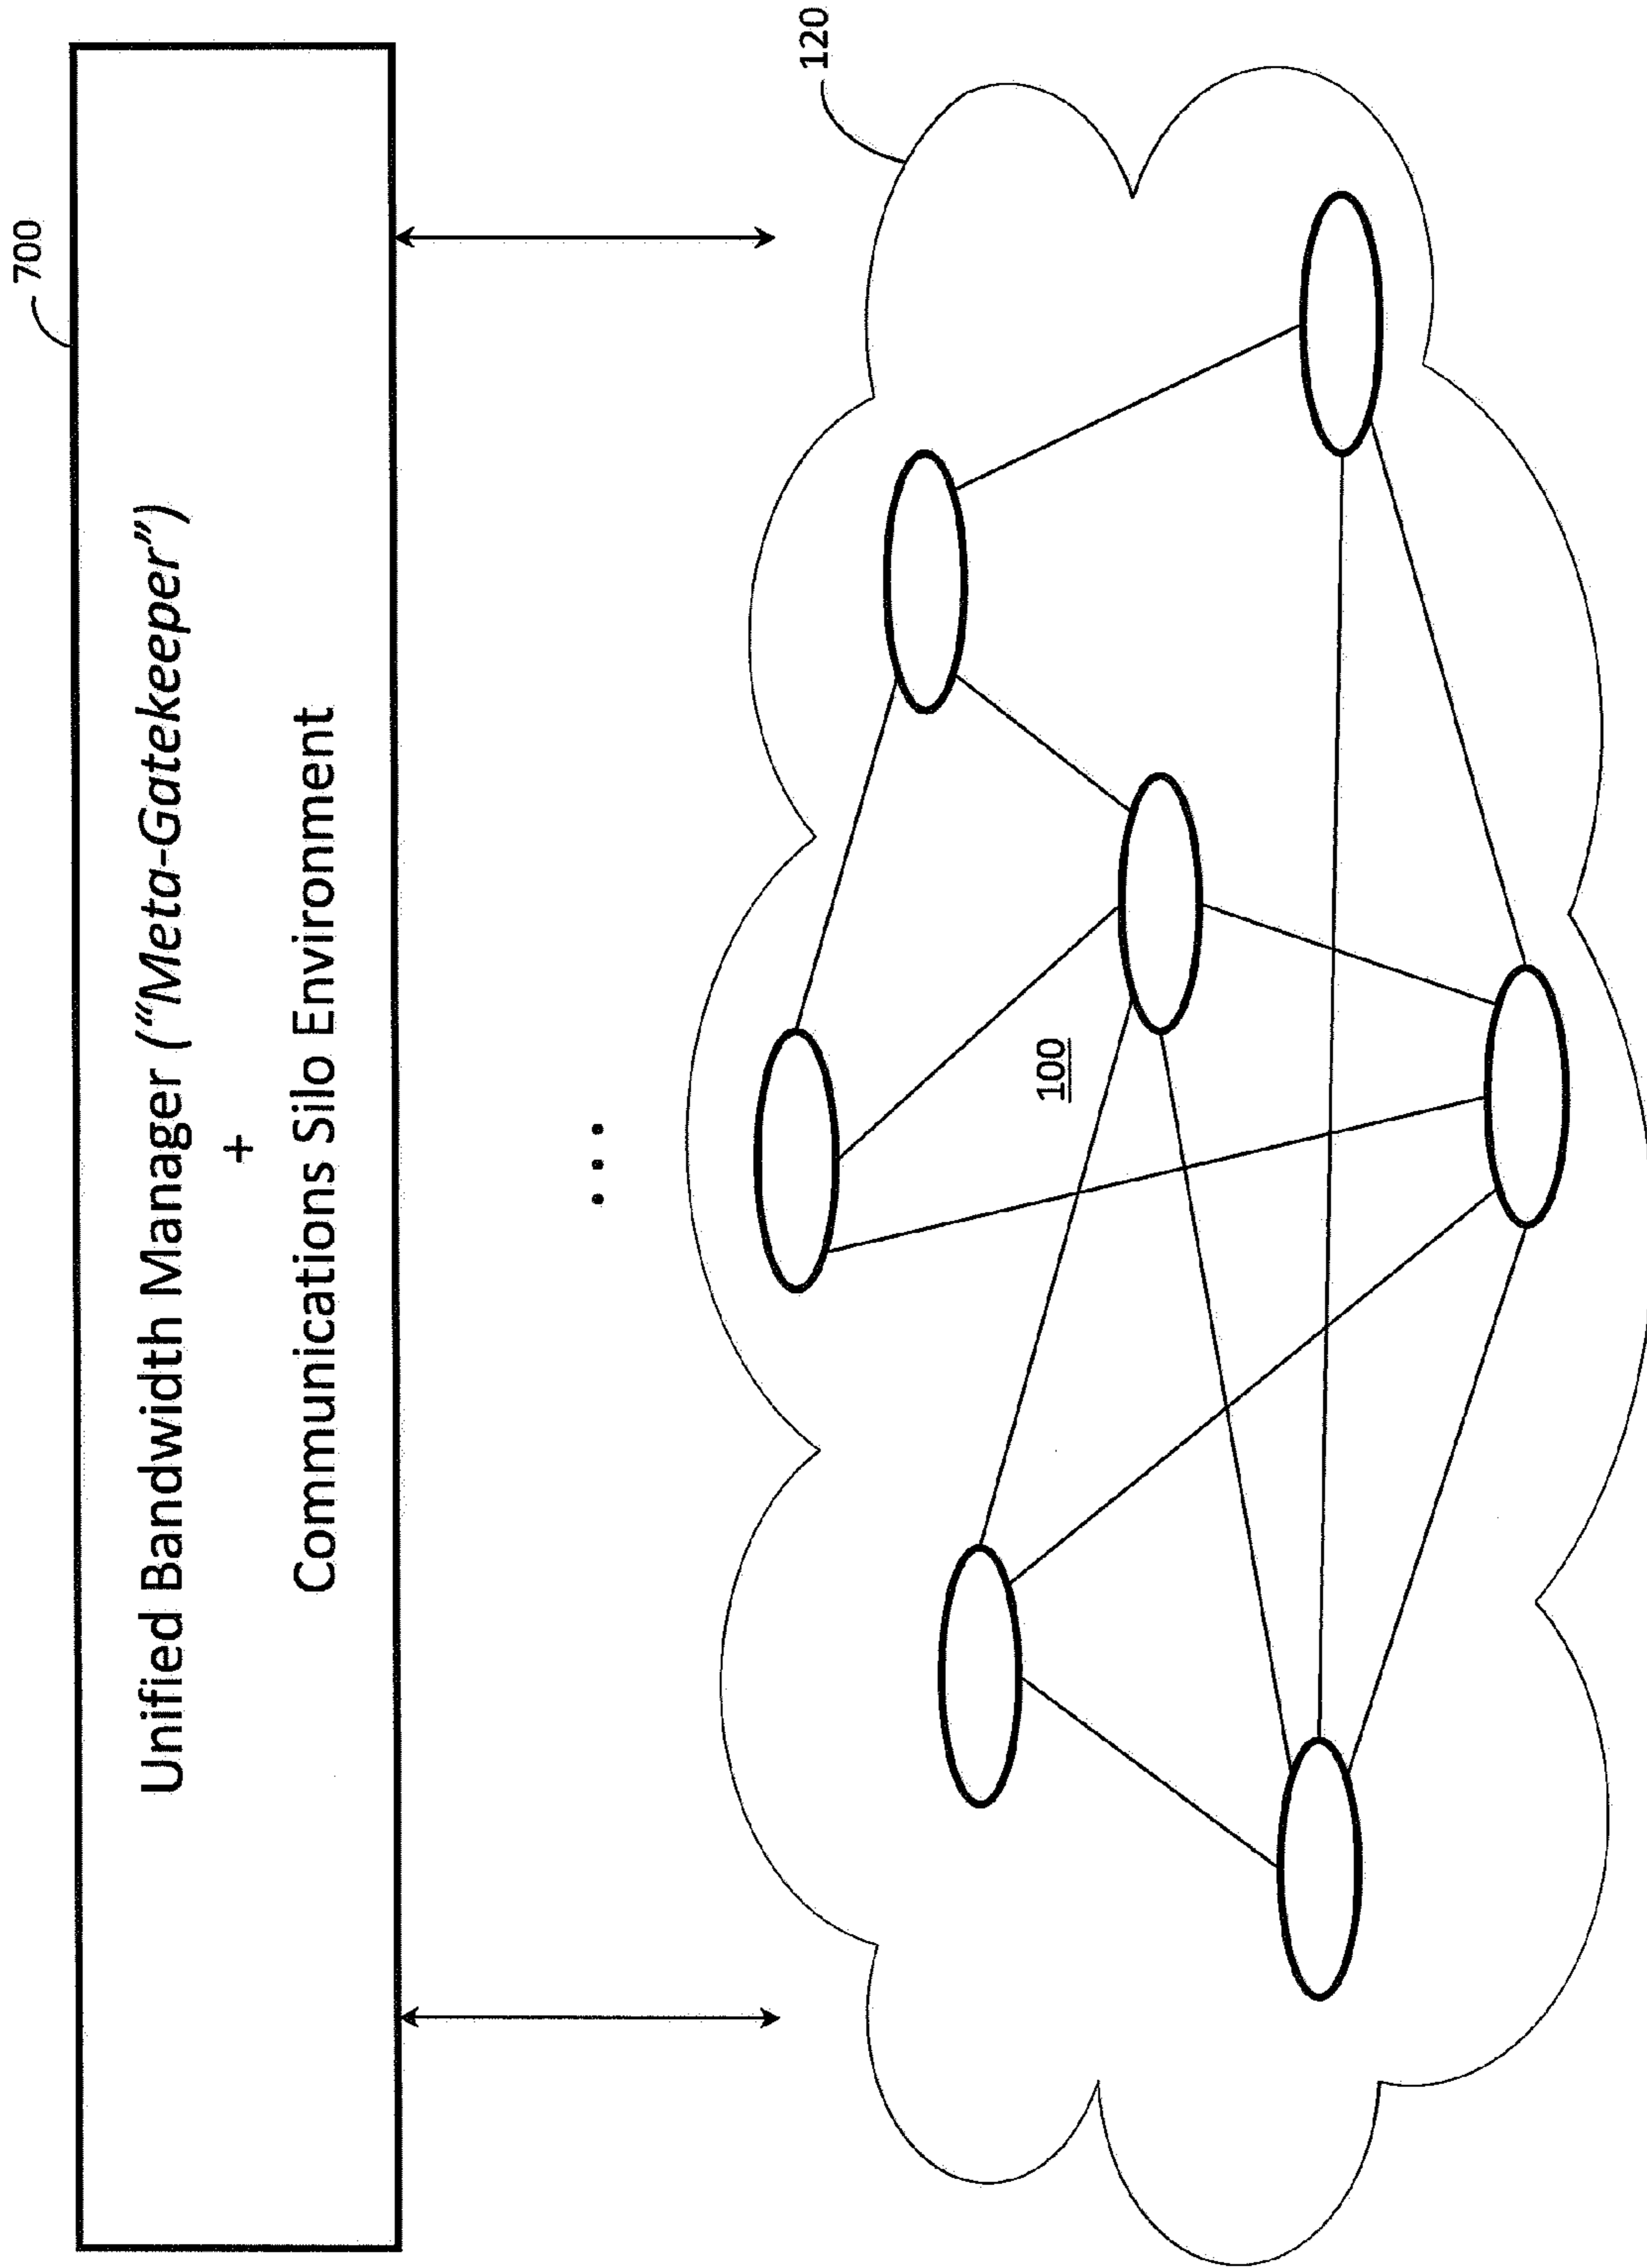 700
Unified Bandwidth Manager (“Meta-Gatekeeper”)
+
Communications Silo Environment
. . .
120
100